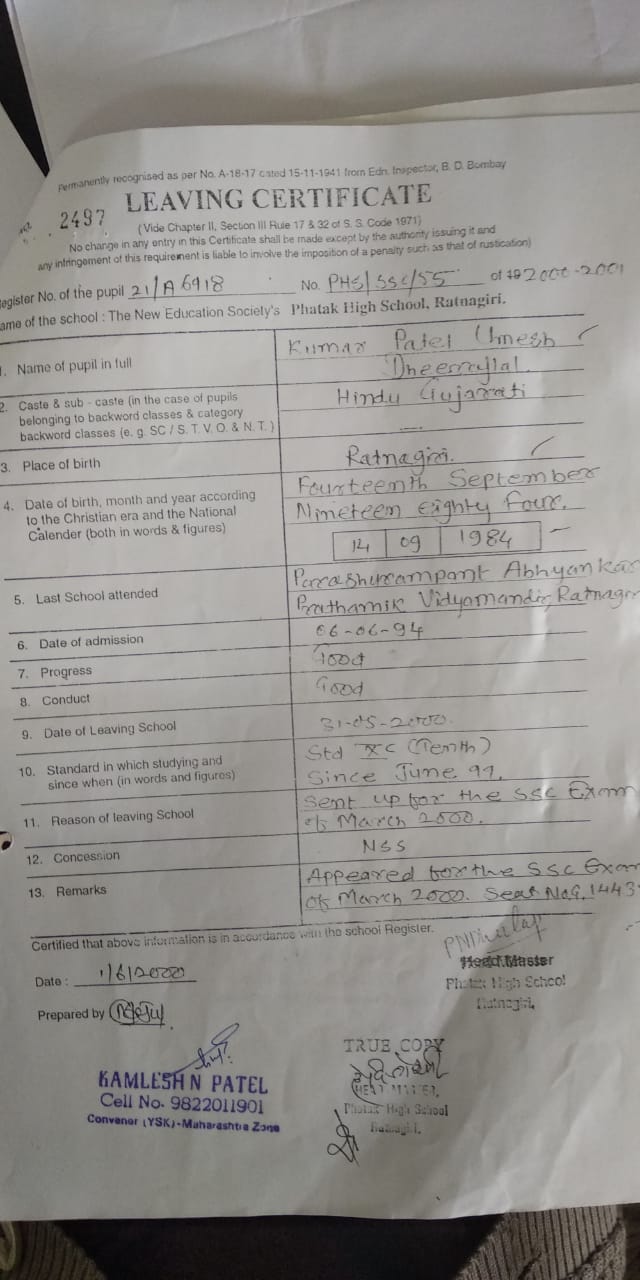 Permanently recognised as per No. A-18-17 dated 15-11-1941 from Edn. Inspector, B. D. Bombay
LEAVING CERTIFICATE
No. 2497
(Vide Chapter II, Section III Rule 17 & 32 of S. S. Code 1971)
No change in any entry in this Certificate shall be made except by the authority issuing it and
any infringement of this requirement is liable to involve the imposition of a penalty such as that of rustication)
egister No. of the pupil 21/A 6918 No. PHS/SSC/55 of 19 2000-2001
ame of the school : The New Education Society's Phatak High School, Ratnagiri.
1. Name of pupil in full
Kumar Patel Umesh
Dheerajlal.
2. Caste & sub - caste (in the case of pupils
belonging to backword classes & category
backword classes (e. g. SC / S. T. V. O. & N. T. )
Hindu Gujarati
3. Place of birth
Ratnagiri.
4. Date of birth, month and year according
to the Christian era and the National
Calender (both in words & figures)
Fourteenth September
Nineteen Eighty Four.
14 09 1984
5. Last School attended
Parashurampant Abhyankar
Prathamik Vidyamandir, Ratnagiri
6. Date of admission
06-06-94
7. Progress
Good
8. Conduct
Good
9. Date of Leaving School
31-05-2000.
10. Standard in which studying and
since when (in words and figures)
Std (Tenth)
Since June 99.
11. Reason of leaving School
Sent up for the SSC Exam
of March 2000.
12. Concession
NSS
13. Remarks
Appeared for the SSC Exam
of March 2000. Seat No.
Certified that above information is in accordance with the school Register.
Date : 1/6/2000
Head Master
Phatak High School
Ratnagiri.
Prepared by
KAMLESH N PATEL
Cell No. 9822011901
Convenor (YSK)-Maharashtra Zone
TRUE COPY
HEAD MASTER,
Phatak High School
Ratnagiri.